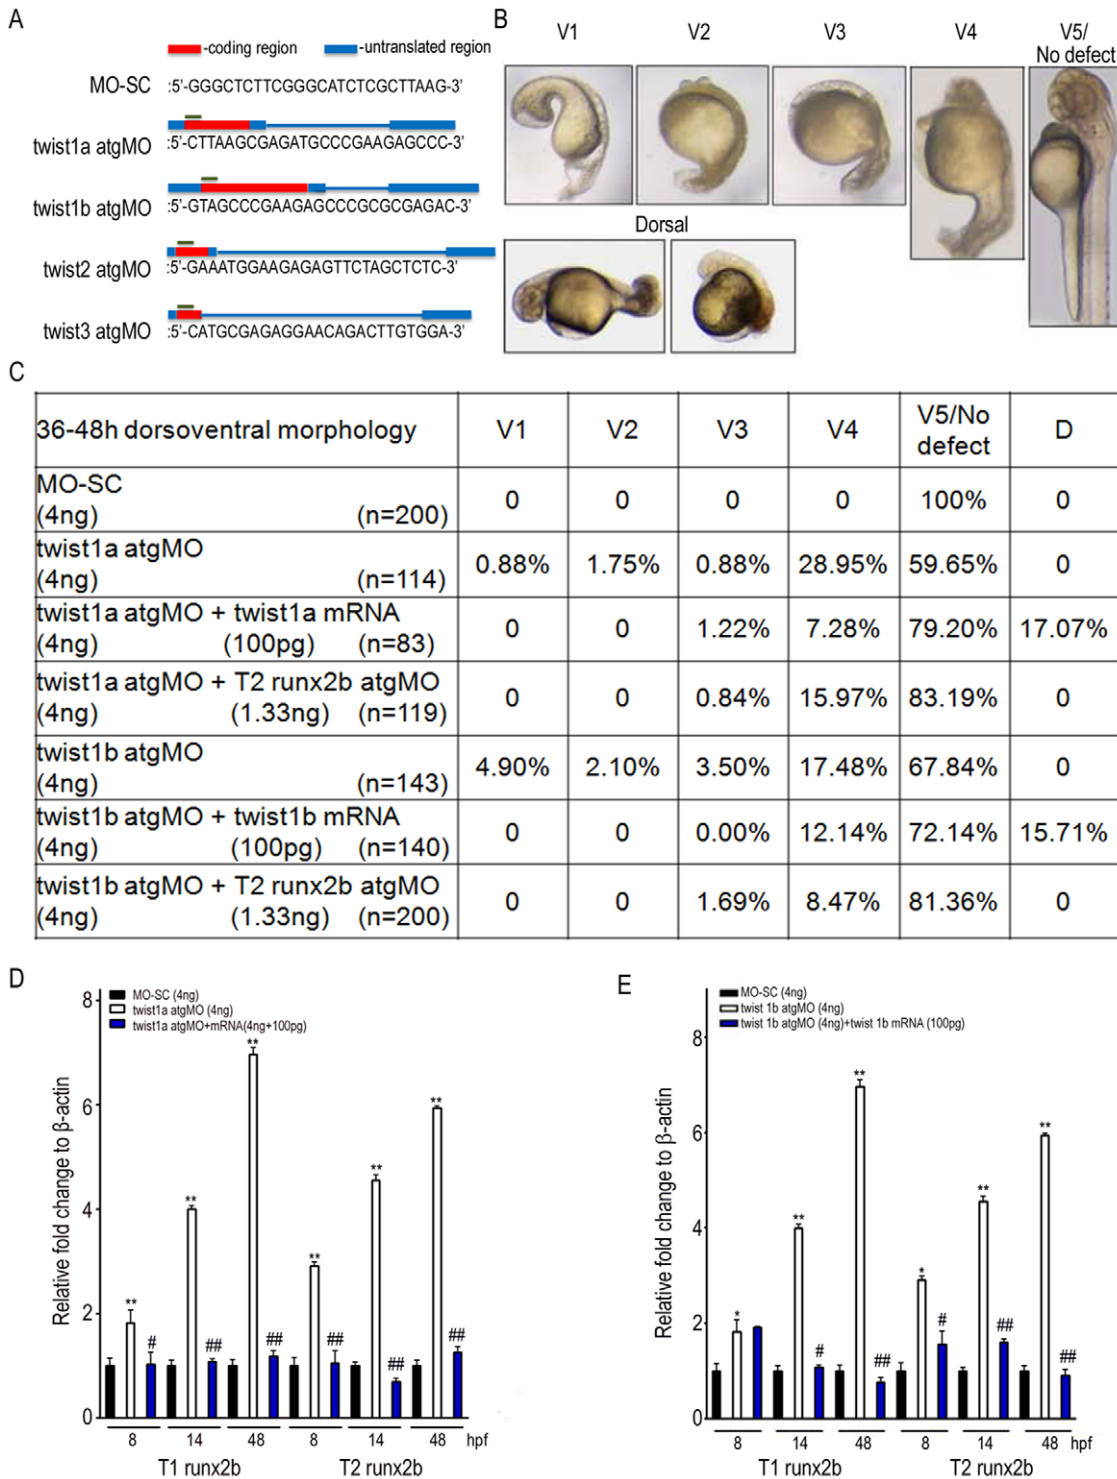 A
-coding region -untranslated region
MO-SC :5'-GGGCTCTTCGGGCATCTCGCTTAAG-3'
twist1a atgMO :5'-CTTAAGCGAGATGCCCGAAGAGCCC-3'
twist1b atgMO :5'-GTAGCCCGAAGAGCCCGCGCGAGAC-3'
twist2 atgMO :5'-GAAATGGAAGAGAGTTCTAGCTCTC-3'
twist3 atgMO :5'-CATGCGAGAGGAACAGACTTGTGGA-3'
B
V1 V2 V3 V4 V5/
No defect
Dorsal
C
36-48h dorsoventral morphology V1 V2 V3 V4 V5/No defect D
MO-SC
(4ng) (n=200) 0 0 0 0 100% 0
twist1a atgMO
(4ng) (n=114) 0.88% 1.75% 0.88% 28.95% 59.65% 0
twist1a atgMO + twist1a mRNA
(4ng) (100pg) (n=83) 0 0 1.22% 7.28% 79.20% 17.07%
twist1a atgMO + T2 runx2b atgMO
(4ng) (1.33ng) (n=119) 0 0 0.84% 15.97% 83.19% 0
twist1b atgMO
(4ng) (n=143) 4.90% 2.10% 3.50% 17.48% 67.84% 0
twist1b atgMO + twist1b mRNA
(4ng) (100pg) (n=140) 0 0 0.00% 12.14% 72.14% 15.71%
twist1b atgMO + T2 runx2b atgMO
(4ng) (1.33ng) (n=200) 0 0 1.69% 8.47% 81.36% 0
D
MO-SC (4ng)
twist1a atgMO (4ng)
twist1a atgMO+mRNA(4ng+100pg)
Relative fold change to β-actin
8
6
4
2
0
** # ** ## ** ## ** ## ** ## ** ##
8 14 48 8 14 48 hpf
T1 runx2b T2 runx2b
E
MO-SC (4ng)
twist 1b atgMO (4ng)
twist 1b atgMO (4ng)+twist 1b mRNA (100pg)
Relative fold change to β-actin
8
6
4
2
0
* ** # ** ## * # ** ## ** ##
8 14 48 8 14 48 hpf
T1 runx2b T2 runx2b